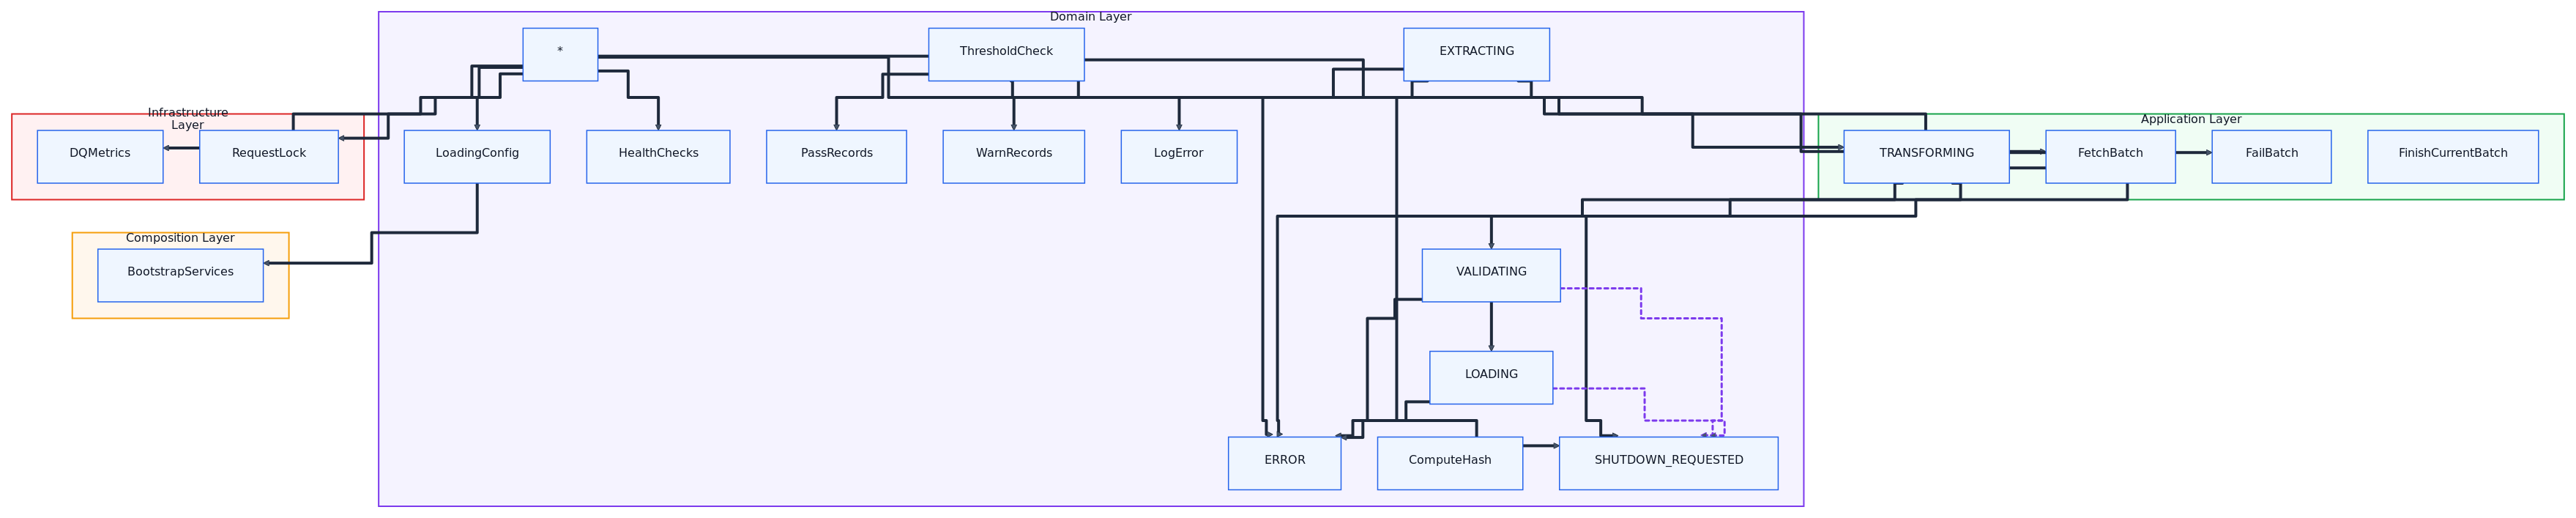 Domain Layer
*
ThresholdCheck
EXTRACTING
Infrastructure
Layer
Application Layer
DQMetrics
RequestLock
LoadingConfig
HealthChecks
PassRecords
WarnRecords
LogError
TRANSFORMING
FetchBatch
FailBatch
FinishCurrentBatch
Composition Layer
BootstrapServices
VALIDATING
LOADING
ERROR
ComputeHash
SHUTDOWN_REQUESTED